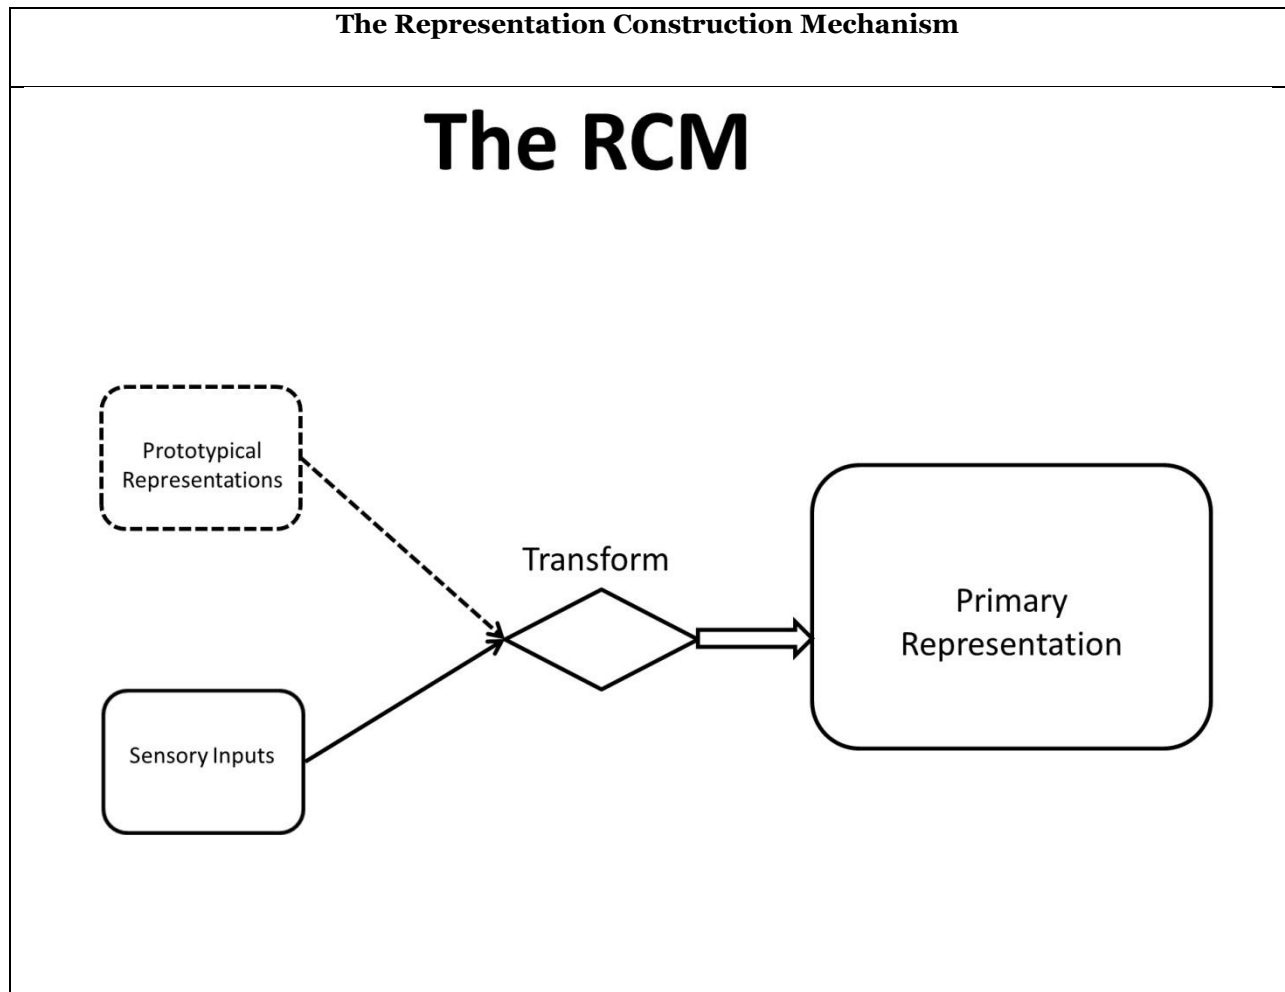 The Representation Construction Mechanism
The RCM
Prototypical
Representations
Transform
Primary
Representation
Sensory Inputs